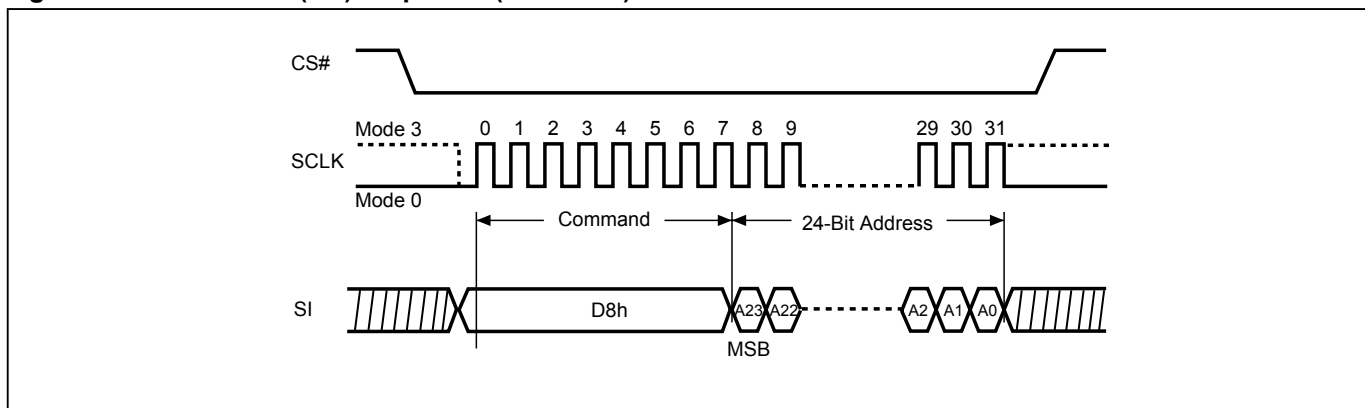 CS#
Mode 3
0 1 2 3 4 5 6 7 8 9 29 30 31
SCLK
Mode 0
Command
24-Bit Address
SI
D8h
A23 A22 A2 A1 A0
MSB